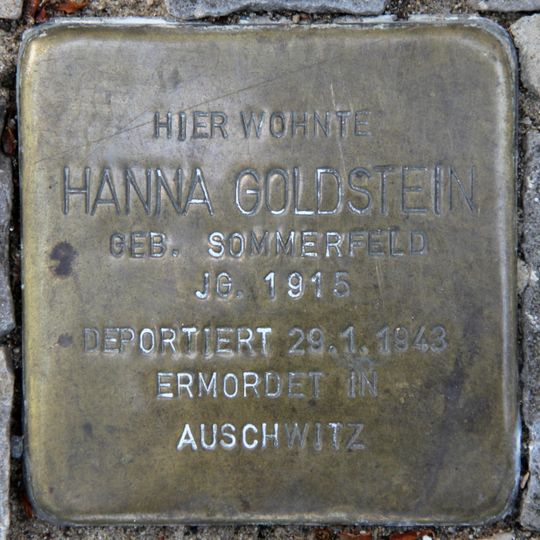 HIER WOHNTE
HANNA GOLDSTEIN
GEB. SOMMERFELD
JG. 1915
DEPORTIERT 29.1.1943
ERMORDET IN
AUSCHWITZ